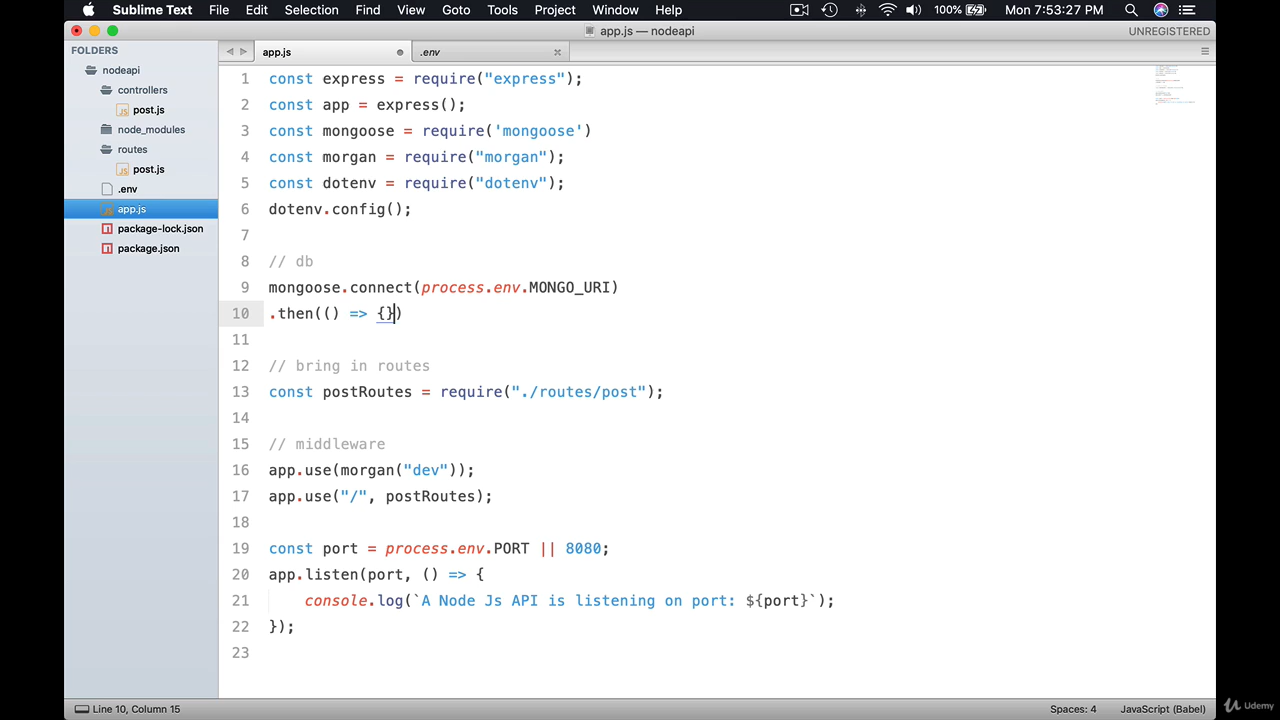 Sublime Text File Edit Selection Find View Goto Tools Project Window Help 100% Mon 7:53:27 PM
app.js — nodeapi UNREGISTERED
FOLDERS
nodeapi
controllers
post.js
node_modules
routes
post.js
.env
app.js
package-lock.json
package.json
app.js .env
1 const express = require("express");
2 const app = express();
3 const mongoose = require('mongoose')
4 const morgan = require("morgan");
5 const dotenv = require("dotenv");
6 dotenv.config();
7
8 // db
9 mongoose.connect(process.env.MONGO_URI)
10 .then(() => {})
11
12 // bring in routes
13 const postRoutes = require("./routes/post");
14
15 // middleware
16 app.use(morgan("dev"));
17 app.use("/", postRoutes);
18
19 const port = process.env.PORT || 8080;
20 app.listen(port, () => {
21 console.log(`A Node Js API is listening on port: ${port}`);
22 });
23
Line 10, Column 15 Spaces: 4 JavaScript (Babel)
Udemy